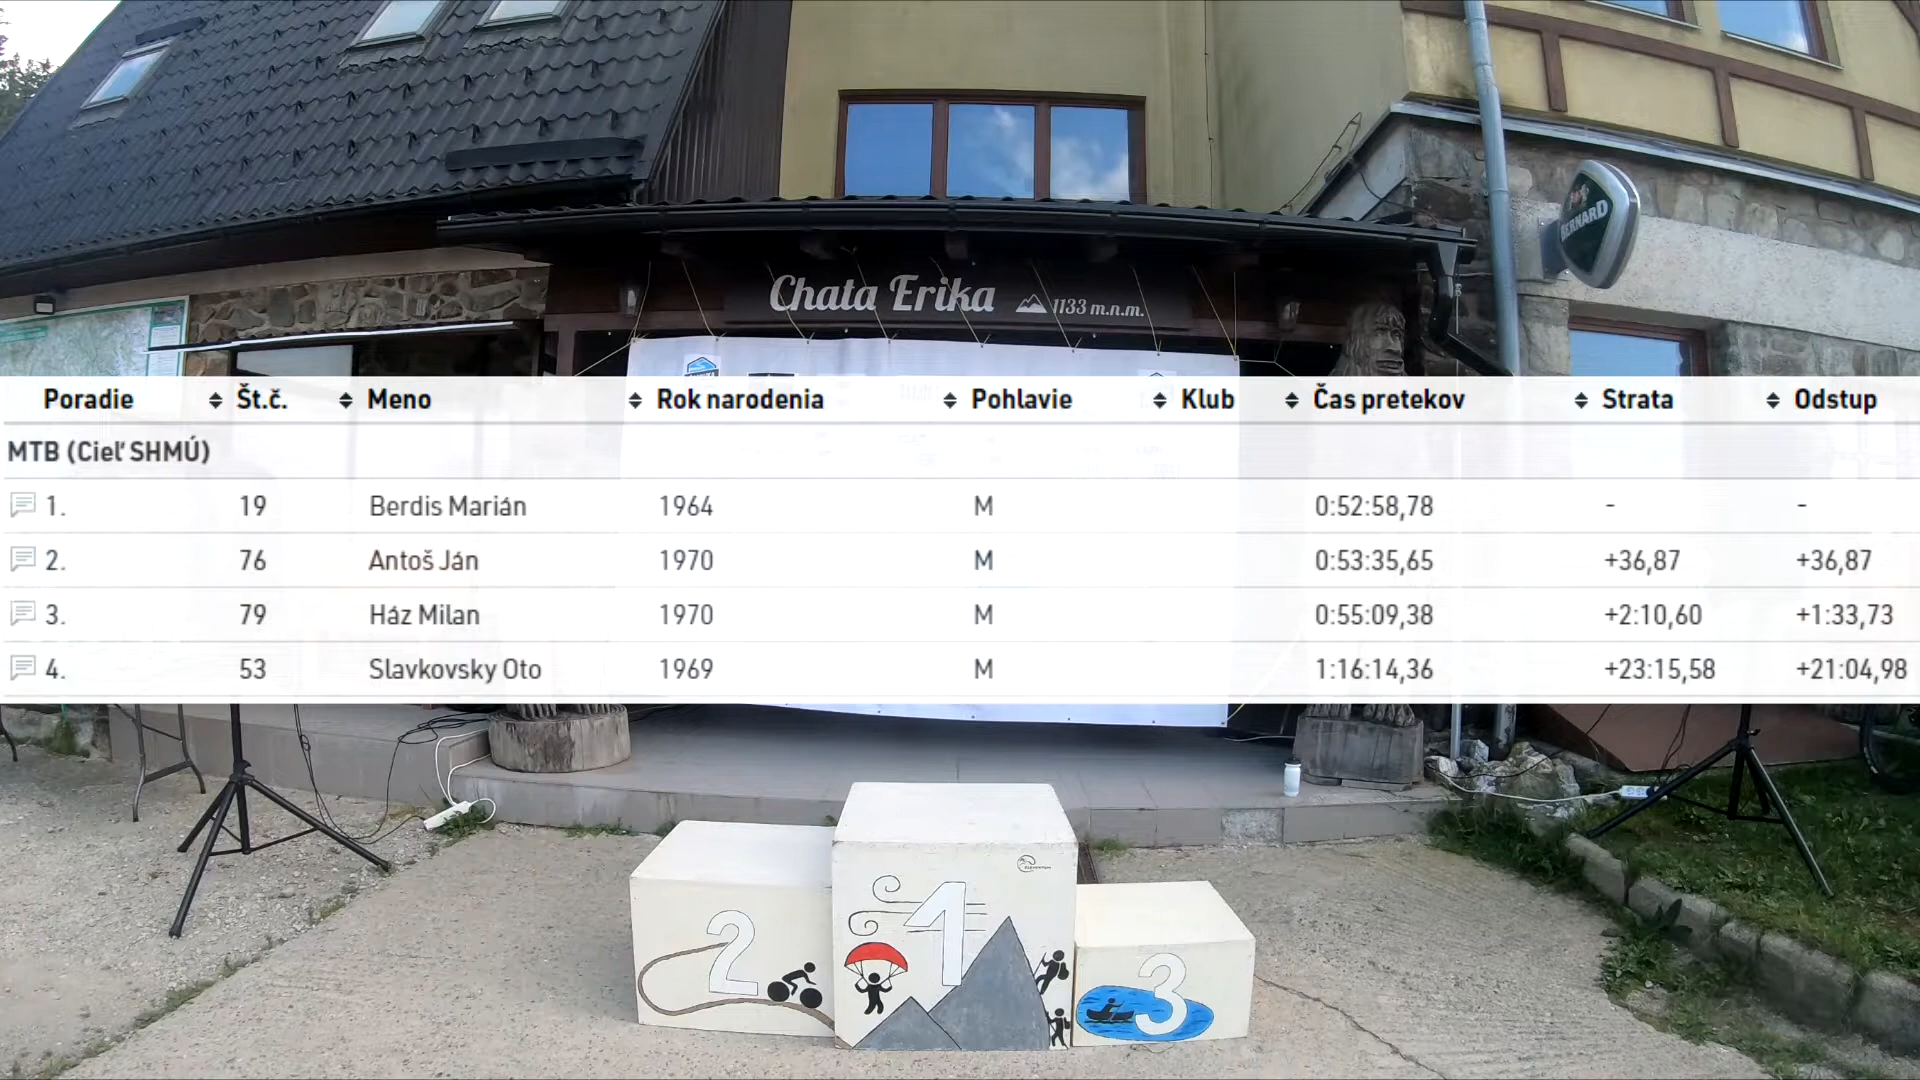 BERNARD
Chata Erika 1133 m.n.m.
Poradie Št.č. Meno Rok narodenia Pohlavie Klub Čas pretekov Strata Odstup
MTB (Cieľ SHMÚ)
1. 19 Berdis Marián 1964 M 0:52:58,78 - -
2. 76 Antoš Ján 1970 M 0:53:35,65 +36,87 +36,87
3. 79 Ház Milan 1970 M 0:55:09,38 +2:10,60 +1:33,73
4. 53 Slavkovsky Oto 1969 M 1:16:14,36 +23:15,58 +21:04,98
1
2
3